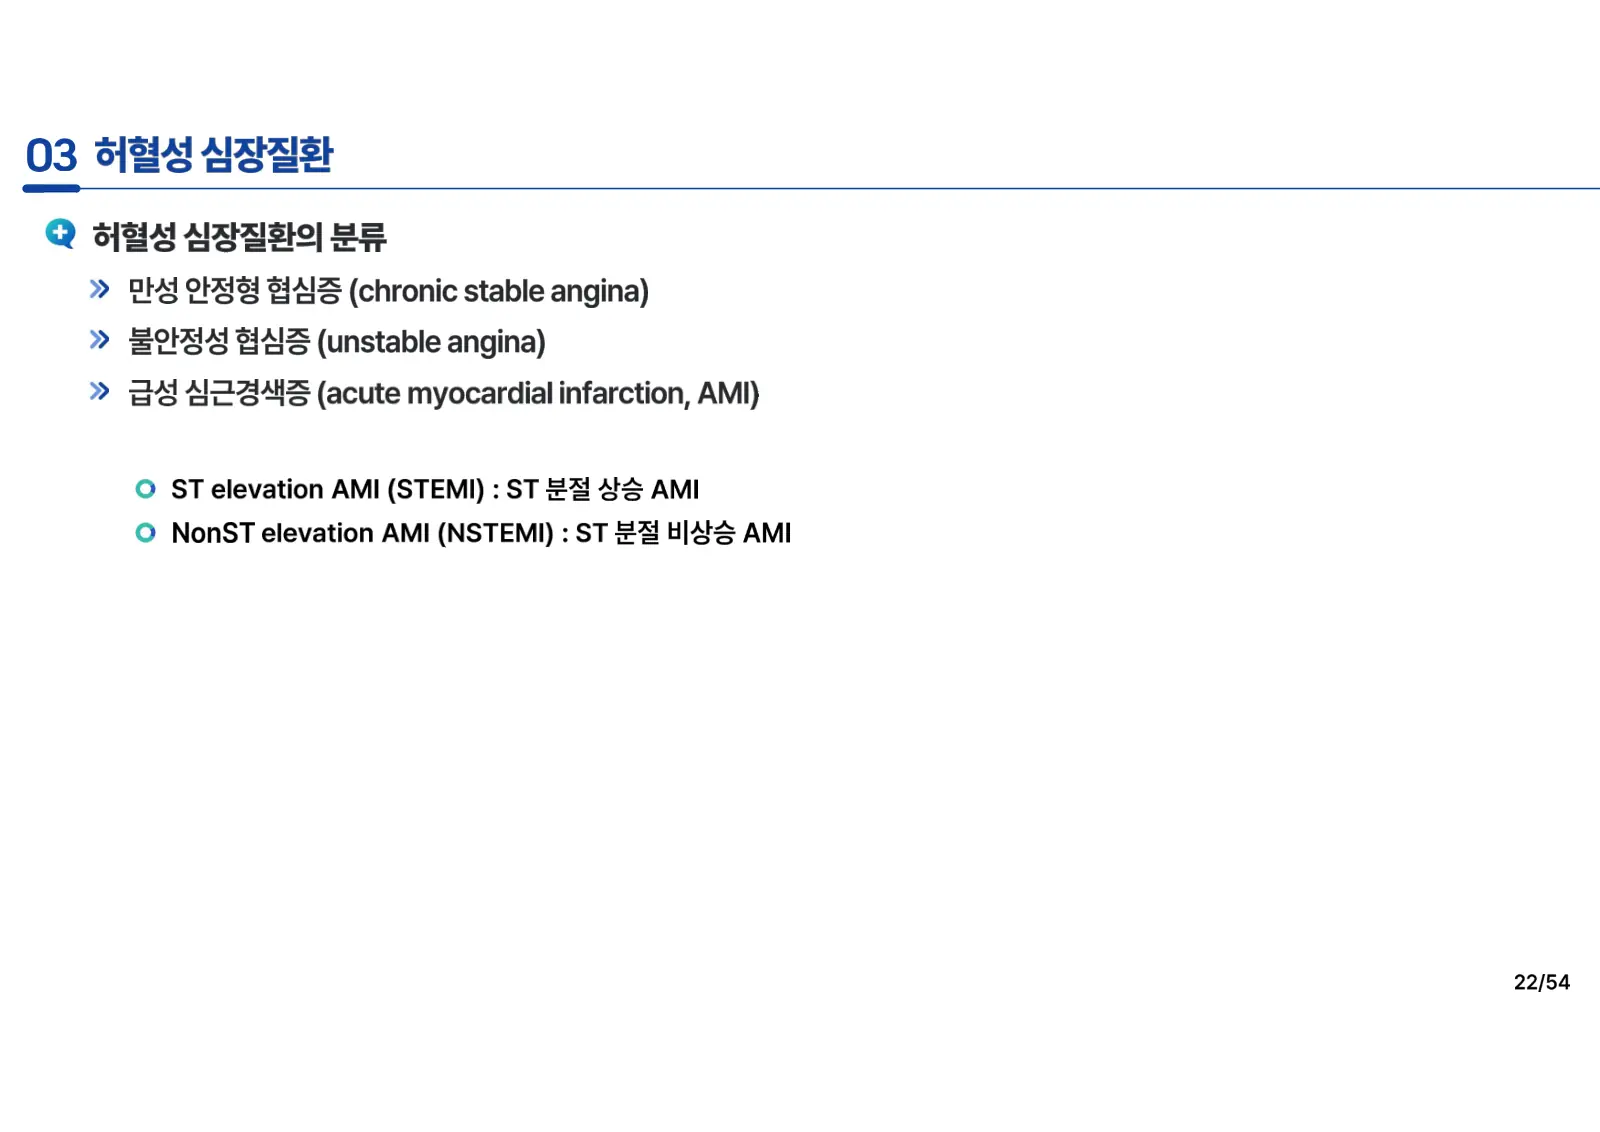 03 허혈성 심장질환
허혈성 심장질환의 분류
만성 안정형 협심증 (chronic stable angina)
불안정성 협심증 (unstable angina)
급성 심근경색증 (acute myocardial infarction, AMI)
ST elevation AMI (STEMI) : ST 분절 상승 AMI
NonST elevation AMI (NSTEMI) : ST 분절 비상승 AMI
22/54